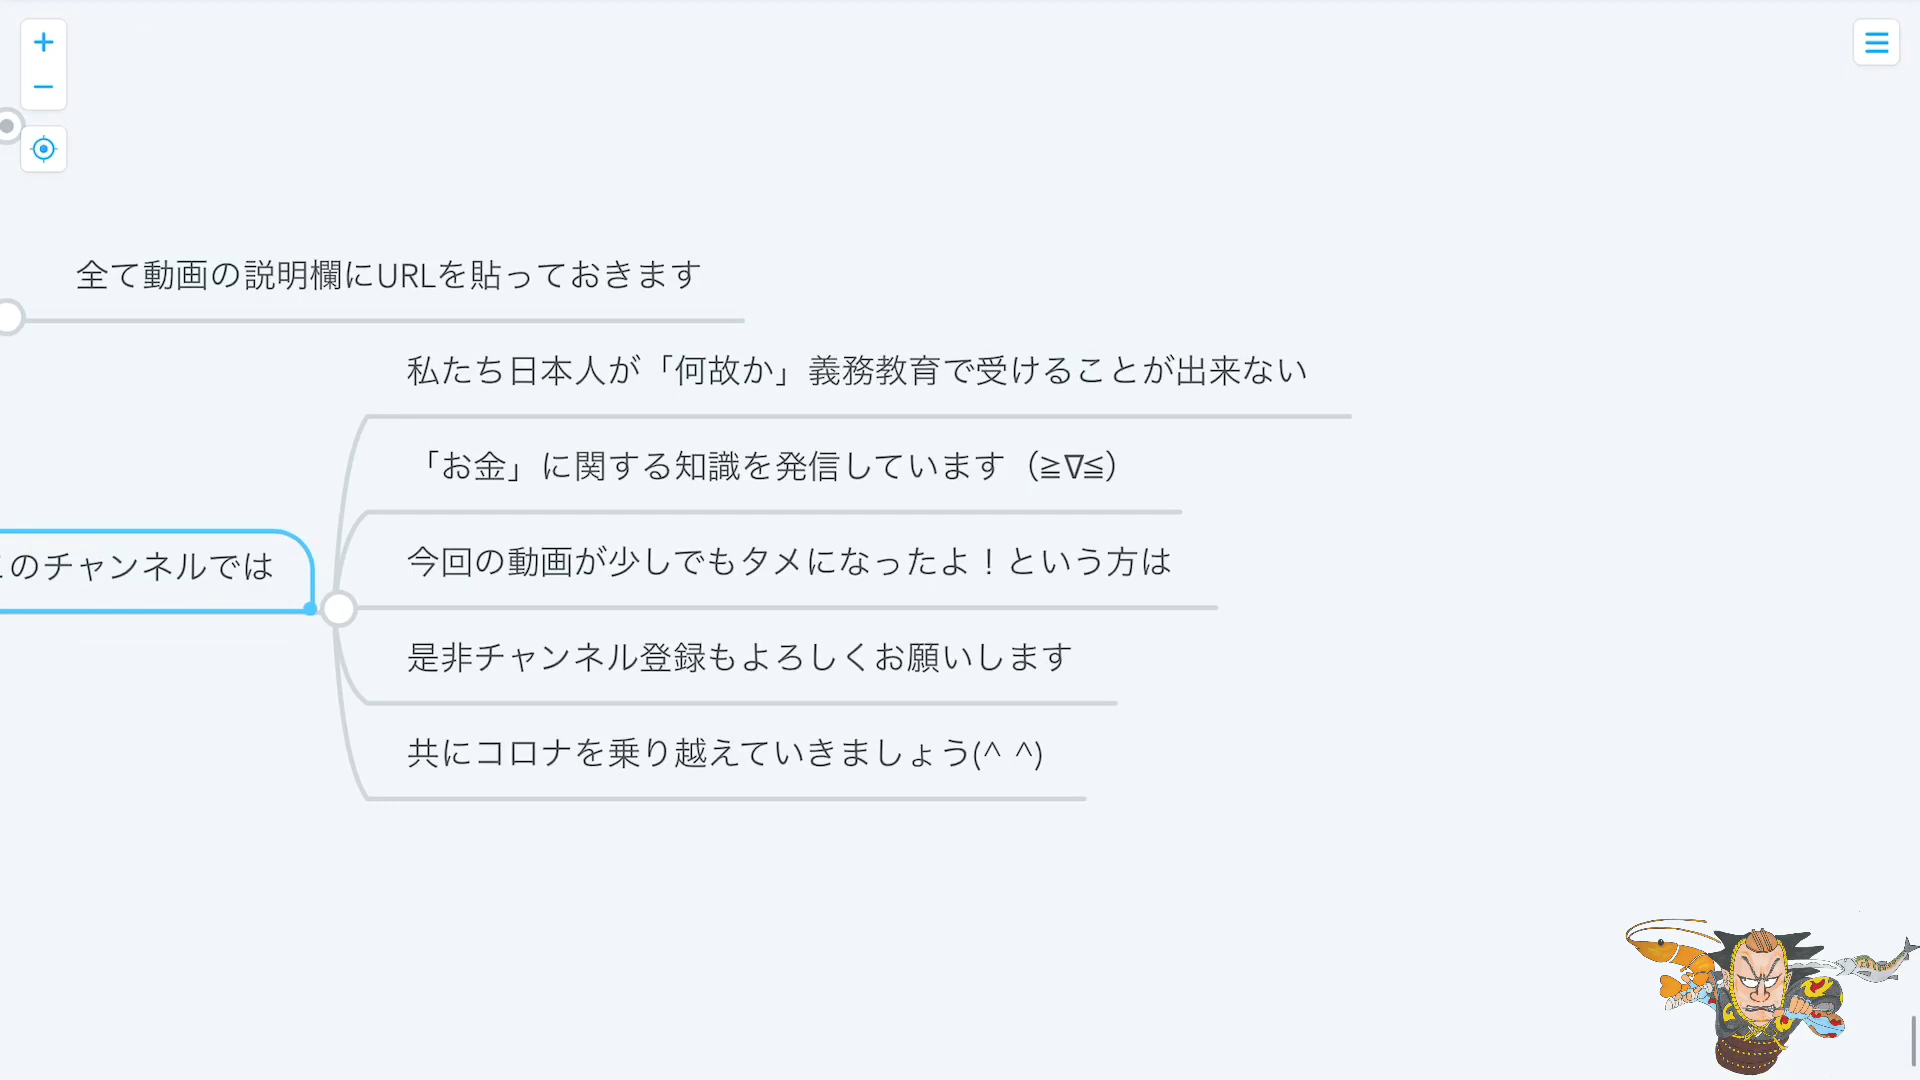 全て動画の説明欄にURLを貼っておきます
私たち日本人が「何故か」義務教育で受けることが出来ない
「お金」に関する知識を発信しています（≧∇≦）
このチャンネルでは
今回の動画が少しでもタメになったよ！という方は
是非チャンネル登録もよろしくお願いします
共にコロナを乗り越えていきましょう(^ ^)